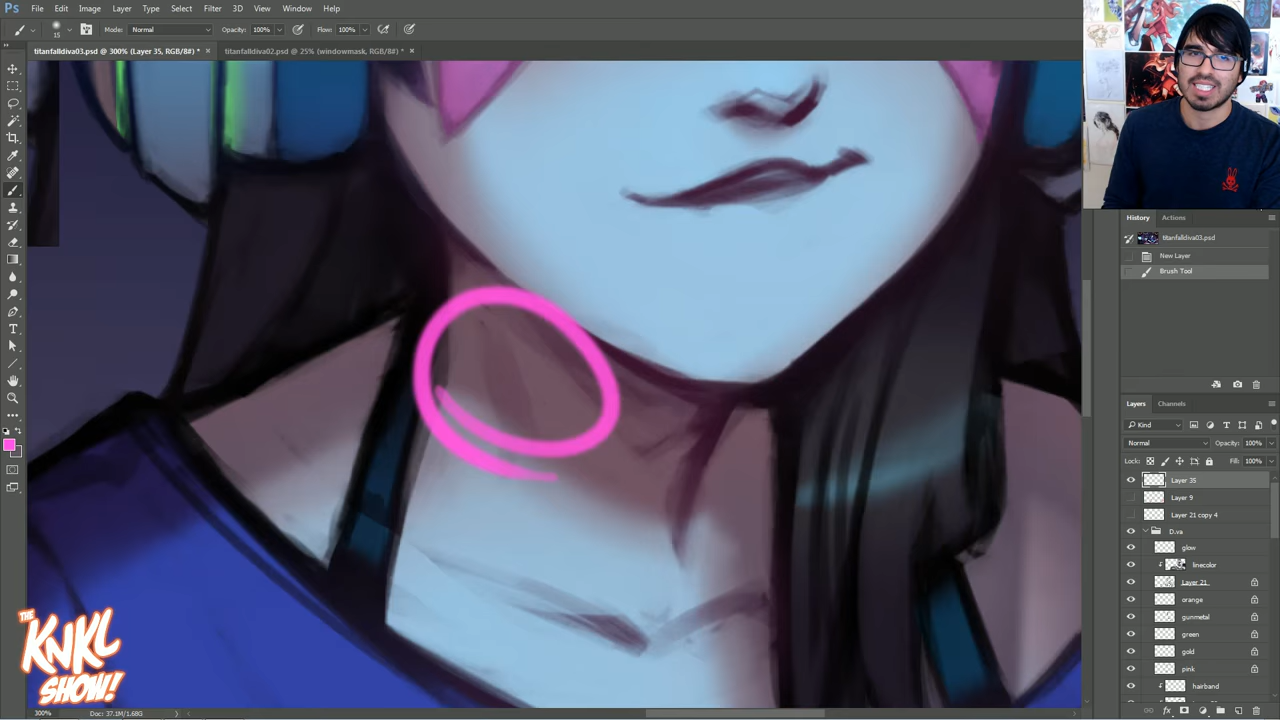 Ps File Edit Image Layer Type Select Filter 3D View Window Help
15 Mode: Normal Opacity: 100% Flow: 100%
titanfalldiva03.psd @ 300% (Layer 35, RGB/8#) * × titanfalldiva02.psd @ 25% (windowmask, RGB/8#) * ×
History Actions
titanfalldiva03.psd
New Layer
Brush Tool
Layers Channels
Kind
Normal Opacity: 100%
Lock: Fill: 100%
Layer 35
Layer 9
Layer 21 copy 4
D.va
glow
linecolor
Layer 21
orange
gunmetal
green
gold
pink
hairband
THE
KNKL
SHOW!
300% Doc: 37.1M/1.68G